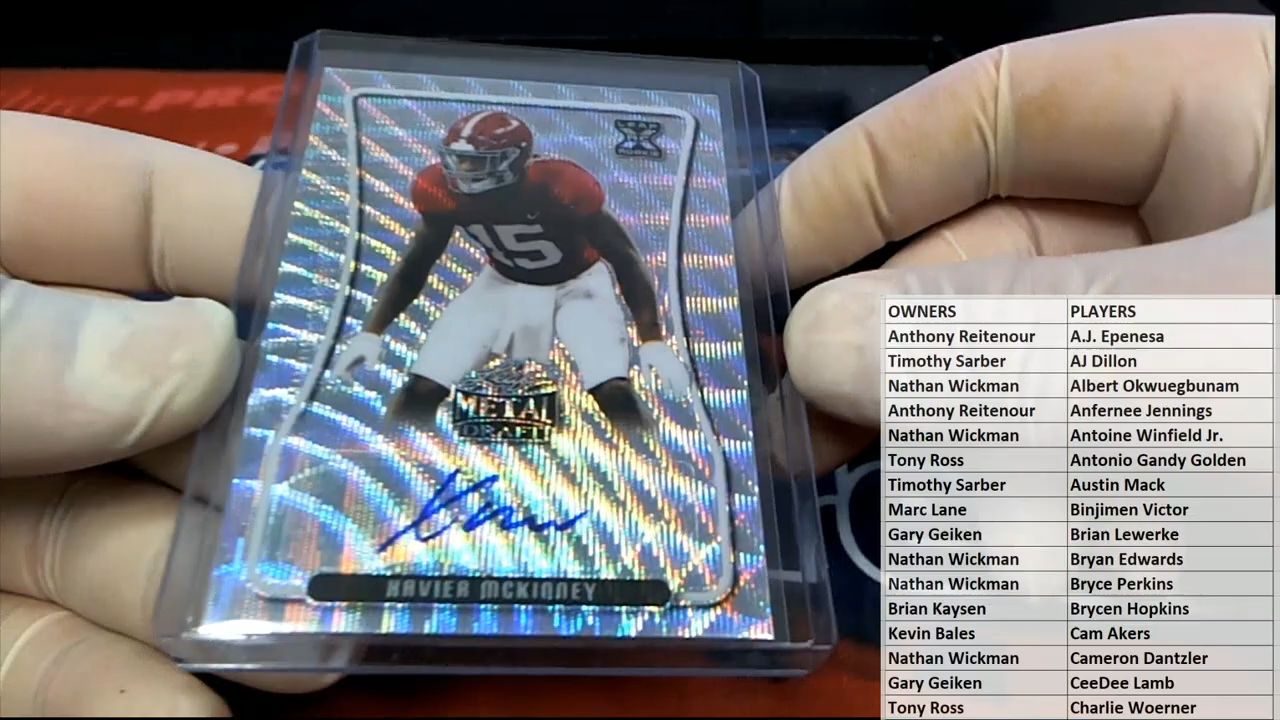 PRO
15
METAL
DRAFT
XAVIER MCKINNEY
OWNERS PLAYERS
Anthony Reitenour A.J. Epenesa
Timothy Sarber AJ Dillon
Nathan Wickman Albert Okwuegbunam
Anthony Reitenour Anfernee Jennings
Nathan Wickman Antoine Winfield Jr.
Tony Ross Antonio Gandy Golden
Timothy Sarber Austin Mack
Marc Lane Binjimen Victor
Gary Geiken Brian Lewerke
Nathan Wickman Bryan Edwards
Nathan Wickman Bryce Perkins
Brian Kaysen Brycen Hopkins
Kevin Bales Cam Akers
Nathan Wickman Cameron Dantzler
Gary Geiken CeeDee Lamb
Tony Ross Charlie Woerner